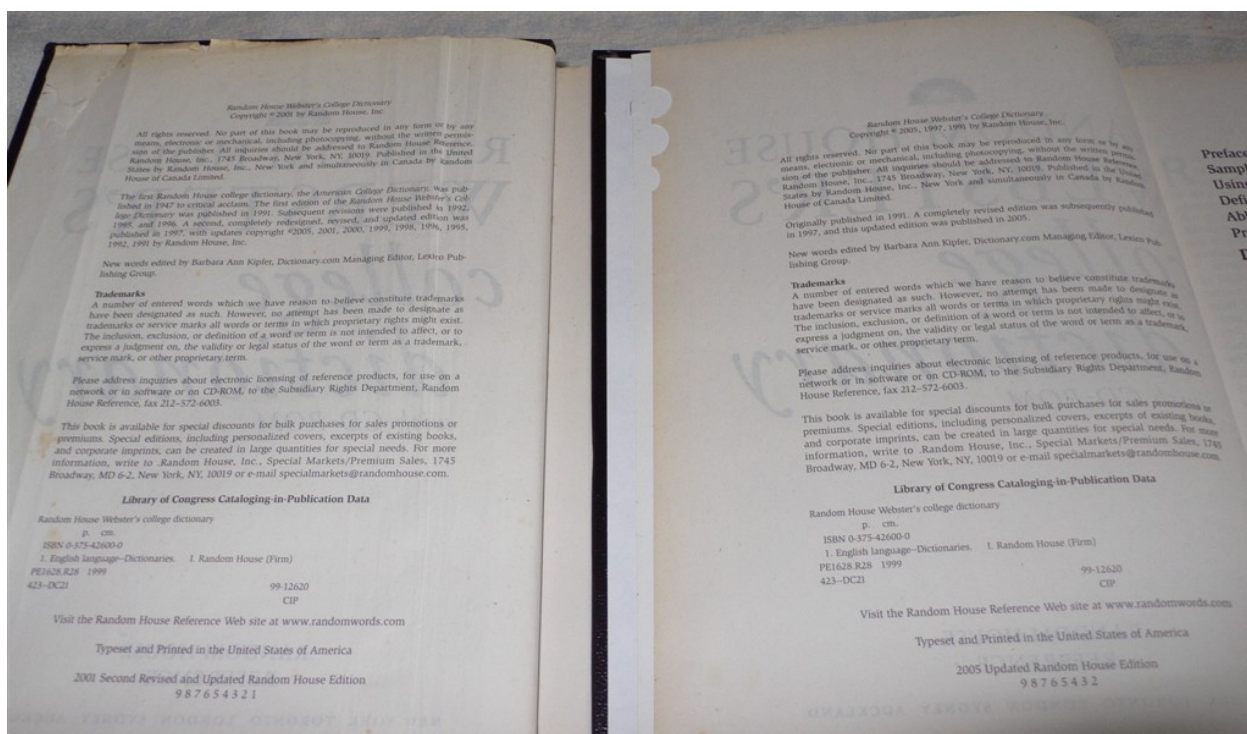 Random House Webster's College Dictionary
Copyright © 2001 by Random House, Inc.
All rights reserved. No part of this book may be reproduced in any form or by any
means, electronic or mechanical, including photocopying, without the written permis-
sion of the publisher. All inquiries should be addressed to Random House Reference,
Random House, Inc., 1745 Broadway, New York, NY, 10019. Published in the United
States by Random House, Inc., New York and simultaneously in Canada by Random
House of Canada Limited.
The first Random House college dictionary, the American College Dictionary, was pub-
lished in 1947 to critical acclaim. The first edition of the Random House Webster's Col-
lege Dictionary was published in 1991. Subsequent revisions were published in 1992,
1995, and 1996. A second, completely redesigned, revised, and updated edition was
published in 1997, with updates copyright ©2005, 2001, 2000, 1999, 1998, 1996, 1995,
1992, 1991 by Random House, Inc.
New words edited by Barbara Ann Kipfer, Dictionary.com Managing Editor, Lexico Pub-
lishing Group.
Trademarks
A number of entered words which we have reason to believe constitute trademarks
have been designated as such. However, no attempt has been made to designate as
trademarks or service marks all words or terms in which proprietary rights might exist.
The inclusion, exclusion, or definition of a word or term is not intended to affect, or to
express a judgment on, the validity or legal status of the word or term as a trademark,
service mark, or other proprietary term.
Please address inquiries about electronic licensing of reference products, for use on a
network or in software or on CD-ROM, to the Subsidiary Rights Department, Random
House Reference, fax 212-572-6003.
This book is available for special discounts for bulk purchases for sales promotions or
premiums. Special editions, including personalized covers, excerpts of existing books,
and corporate imprints, can be created in large quantities for special needs. For more
information, write to .Random House, Inc., Special Markets/Premium Sales, 1745
Broadway, MD 6-2, New York, NY, 10019 or e-mail specialmarkets@randomhouse.com.
Library of Congress Cataloging-in-Publication Data
Random House Webster's college dictionary
p. cm.
ISBN 0-375-42600-0
1. English language--Dictionaries. I. Random House (Firm)
PE1628.R28 1999
423--DC21 99-12620
CIP
Visit the Random House Reference Web site at www.randomwords.com
Typeset and Printed in the United States of America
2001 Second Revised and Updated Random House Edition
9 8 7 6 5 4 3 2 1
Random House Webster's College Dictionary
Copyright © 2005, 1997, 1991 by Random House, Inc.
All rights reserved. No part of this book may be reproduced in any form or by any
means, electronic or mechanical, including photocopying, without the written permis-
sion of the publisher. All inquiries should be addressed to Random House Reference,
Random House, Inc., 1745 Broadway, New York, NY, 10019. Published in the United
States by Random House, Inc., New York and simultaneously in Canada by Random
House of Canada Limited.
Originally published in 1991. A completely revised edition was subsequently published
in 1997, and this updated edition was published in 2005.
New words edited by Barbara Ann Kipfer, Dictionary.com Managing Editor, Lexico Pub-
lishing Group.
Trademarks
A number of entered words which we have reason to believe constitute trademarks
have been designated as such. However, no attempt has been made to designate as
trademarks or service marks all words or terms in which proprietary rights might exist.
The inclusion, exclusion, or definition of a word or term is not intended to affect, or to
express a judgment on, the validity or legal status of the word or term as a trademark,
service mark, or other proprietary term.
Please address inquiries about electronic licensing of reference products, for use on a
network or in software or on CD-ROM, to the Subsidiary Rights Department, Random
House Reference, fax 212-572-6003.
This book is available for special discounts for bulk purchases for sales promotions or
premiums. Special editions, including personalized covers, excerpts of existing books,
and corporate imprints, can be created in large quantities for special needs. For more
information, write to .Random House, Inc., Special Markets/Premium Sales, 1745
Broadway, MD 6-2, New York, NY, 10019 or e-mail specialmarkets@randomhouse.com.
Library of Congress Cataloging-in-Publication Data
Random House Webster's college dictionary
p. cm.
ISBN 0-375-42600-0
1. English language--Dictionaries. I. Random House (Firm)
PE1628.R28 1999
423--DC21 99-12620
CIP
Visit the Random House Reference Web site at www.randomwords.com
Typeset and Printed in the United States of America
2005 Updated Random House Edition
9 8 7 6 5 4 3 2
Preface